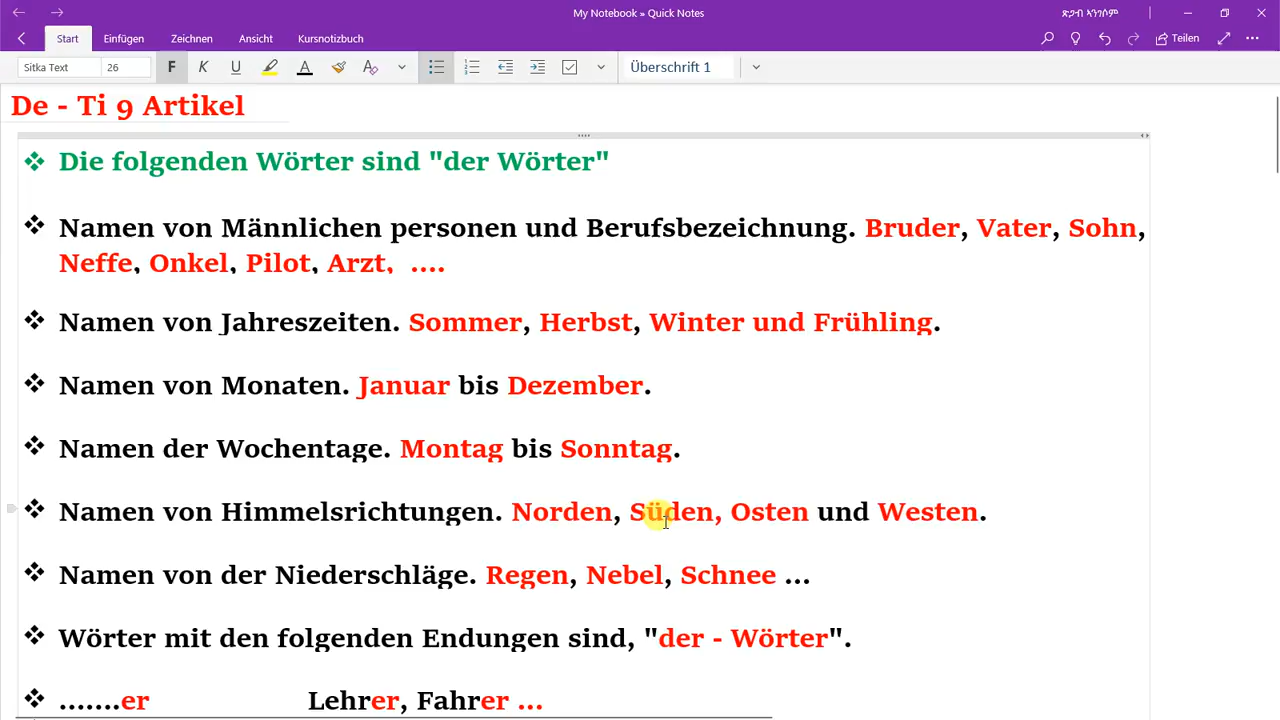 My Notebook » Quick Notes
ጽጋብ ኣንገሶም
Start Einfügen Zeichnen Ansicht Kursnotizbuch
Teilen
Sitka Text 26 F K U A Überschrift 1
De - Ti 9 Artikel
Die folgenden Wörter sind "der Wörter"
Namen von Männlichen personen und Berufsbezeichnung. Bruder, Vater, Sohn,
Neffe, Onkel, Pilot, Arzt, ....
Namen von Jahreszeiten. Sommer, Herbst, Winter und Frühling.
Namen von Monaten. Januar bis Dezember.
Namen der Wochentage. Montag bis Sonntag.
Namen von Himmelsrichtungen. Norden, Süden, Osten und Westen.
Namen von der Niederschläge. Regen, Nebel, Schnee ...
Wörter mit den folgenden Endungen sind, "der - Wörter".
.......er Lehrer, Fahrer ...